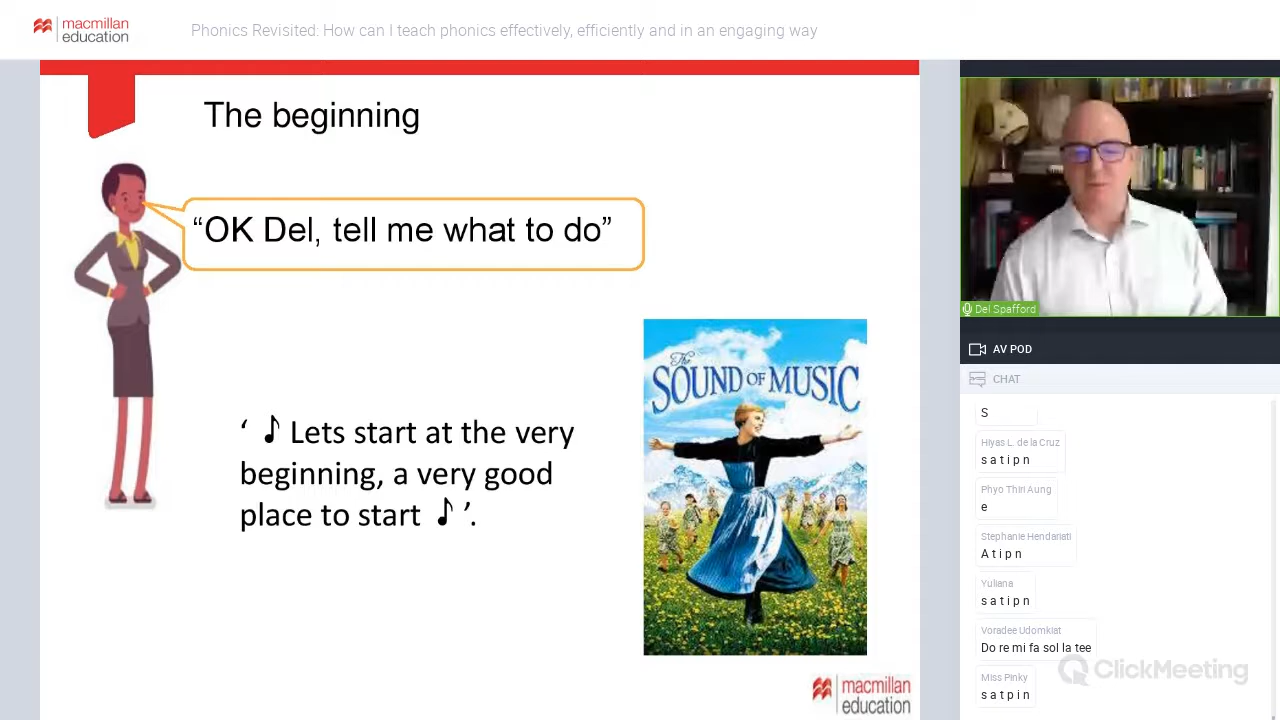 macmillan
education
Phonics Revisited: How can I teach phonics effectively, efficiently and in an engaging way
The beginning
“OK Del, tell me what to do”
The
SOUND OF MUSIC
‘ ♪ Lets start at the very
beginning, a very good
place to start ♪ ’.
macmillan
education
Del Spafford
AV POD
CHAT
S
Hiyas L. de la Cruz
s a t i p n
Phyo Thiri Aung
e
Stephanie Hendariati
A t i p n
Yuliana
s a t i p n
Voradee Udomkiat
Do re mi fa sol la tee
ClickMeeting
Miss Pinky
s a t p i n